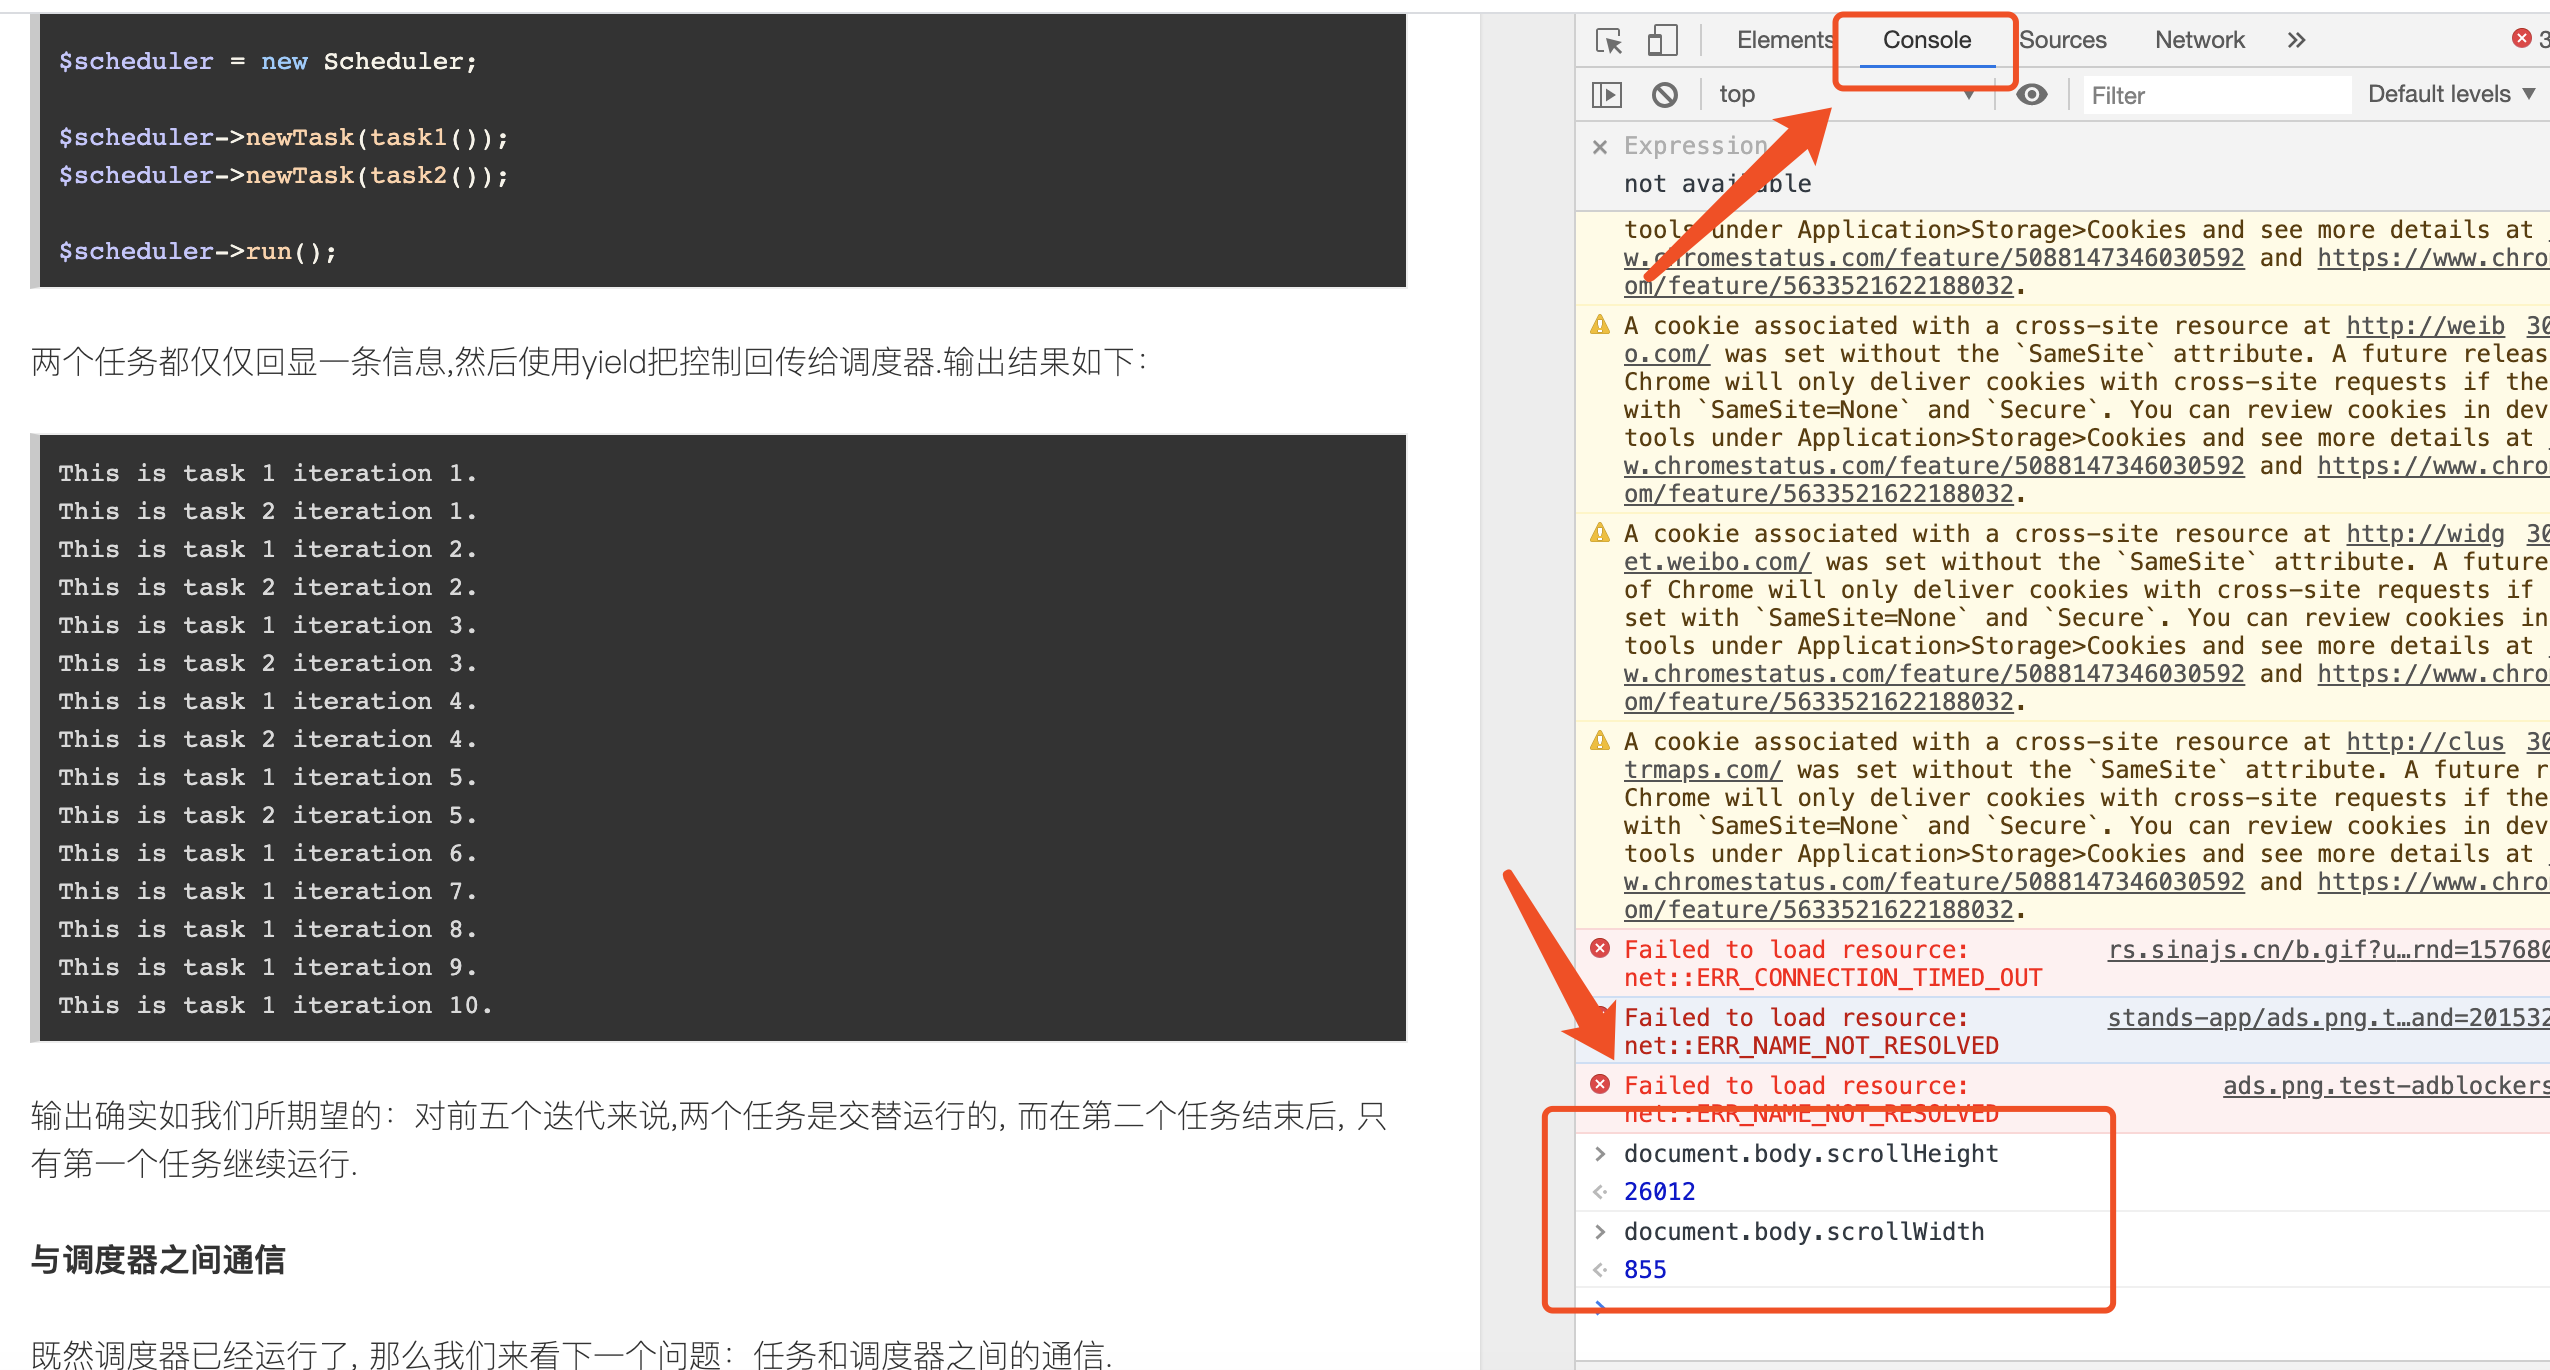 $scheduler = new Scheduler;
$scheduler->newTask(task1());
$scheduler->newTask(task2());
$scheduler->run();
两个任务都仅仅回显一条信息,然后使用yield把控制回传给调度器.输出结果如下：
This is task 1 iteration 1.
This is task 2 iteration 1.
This is task 1 iteration 2.
This is task 2 iteration 2.
This is task 1 iteration 3.
This is task 2 iteration 3.
This is task 1 iteration 4.
This is task 2 iteration 4.
This is task 1 iteration 5.
This is task 2 iteration 5.
This is task 1 iteration 6.
This is task 1 iteration 7.
This is task 1 iteration 8.
This is task 1 iteration 9.
This is task 1 iteration 10.
输出确实如我们所期望的：对前五个迭代来说,两个任务是交替运行的, 而在第二个任务结束后, 只
有第一个任务继续运行.
与调度器之间通信
既然调度器已经运行了, 那么我们来看下一个问题：任务和调度器之间的通信.
Elements Console Sources Network » 3
top Filter Default levels
Expression
not available
tools under Application>Storage>Cookies and see more details at
w.chromestatus.com/feature/5088147346030592 and https://www.chro
om/feature/5633521622188032.
A cookie associated with a cross-site resource at http://weib 30
o.com/ was set without the `SameSite` attribute. A future releas
Chrome will only deliver cookies with cross-site requests if the
with `SameSite=None` and `Secure`. You can review cookies in dev
tools under Application>Storage>Cookies and see more details at
w.chromestatus.com/feature/5088147346030592 and https://www.chro
om/feature/5633521622188032.
A cookie associated with a cross-site resource at http://widg 30
et.weibo.com/ was set without the `SameSite` attribute. A future
of Chrome will only deliver cookies with cross-site requests if
set with `SameSite=None` and `Secure`. You can review cookies in
tools under Application>Storage>Cookies and see more details at
w.chromestatus.com/feature/5088147346030592 and https://www.chro
om/feature/5633521622188032.
A cookie associated with a cross-site resource at http://clus 30
trmaps.com/ was set without the `SameSite` attribute. A future r
Chrome will only deliver cookies with cross-site requests if the
with `SameSite=None` and `Secure`. You can review cookies in dev
tools under Application>Storage>Cookies and see more details at
w.chromestatus.com/feature/5088147346030592 and https://www.chro
om/feature/5633521622188032.
Failed to load resource: rs.sinajs.cn/b.gif?u…rnd=157680
net::ERR_CONNECTION_TIMED_OUT
Failed to load resource: stands-app/ads.png.t…and=201532
net::ERR_NAME_NOT_RESOLVED
Failed to load resource: ads.png.test-adblockers
net::ERR_NAME_NOT_RESOLVED
> document.body.scrollHeight
26012
> document.body.scrollWidth
855
>